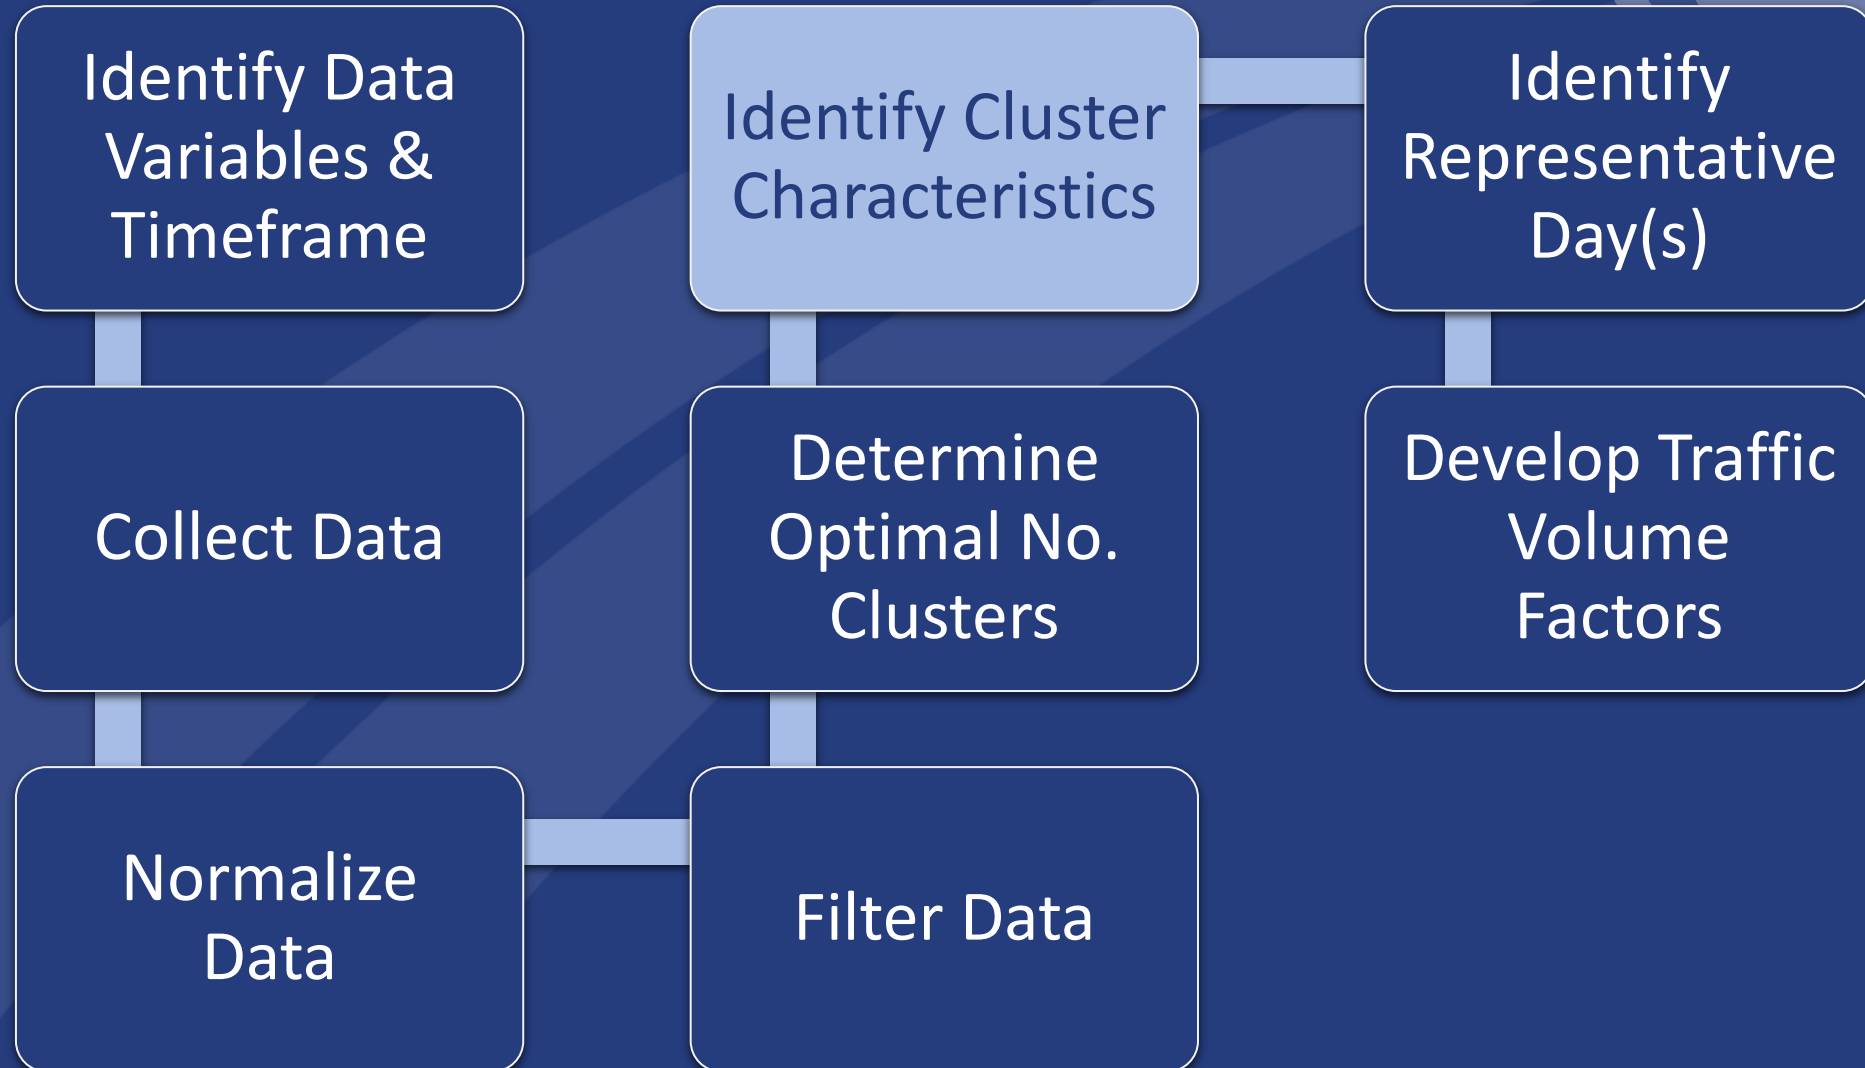 Identify Data
Variables &
Timeframe
Collect Data
Normalize
Data
Filter Data
Determine
Optimal No.
Clusters
Identify Cluster
Characteristics
Identify
Representative
Day(s)
Develop Traffic
Volume
Factors